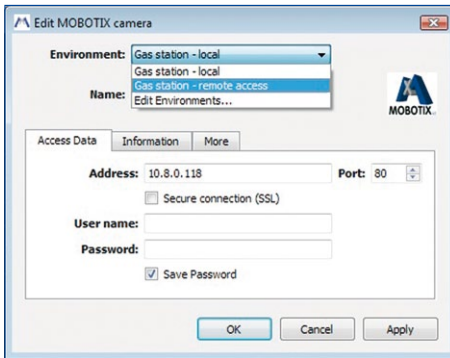 Edit MOBOTIX camera
Environment: Gas station - local
Gas station - local
Gas station - remote access
Edit Environments...
Name:
MOBOTIX
Access Data Information More
Address: 10.8.0.118 Port: 80
Secure connection (SSL)
User name:
Password:
Save Password
OK Cancel Apply